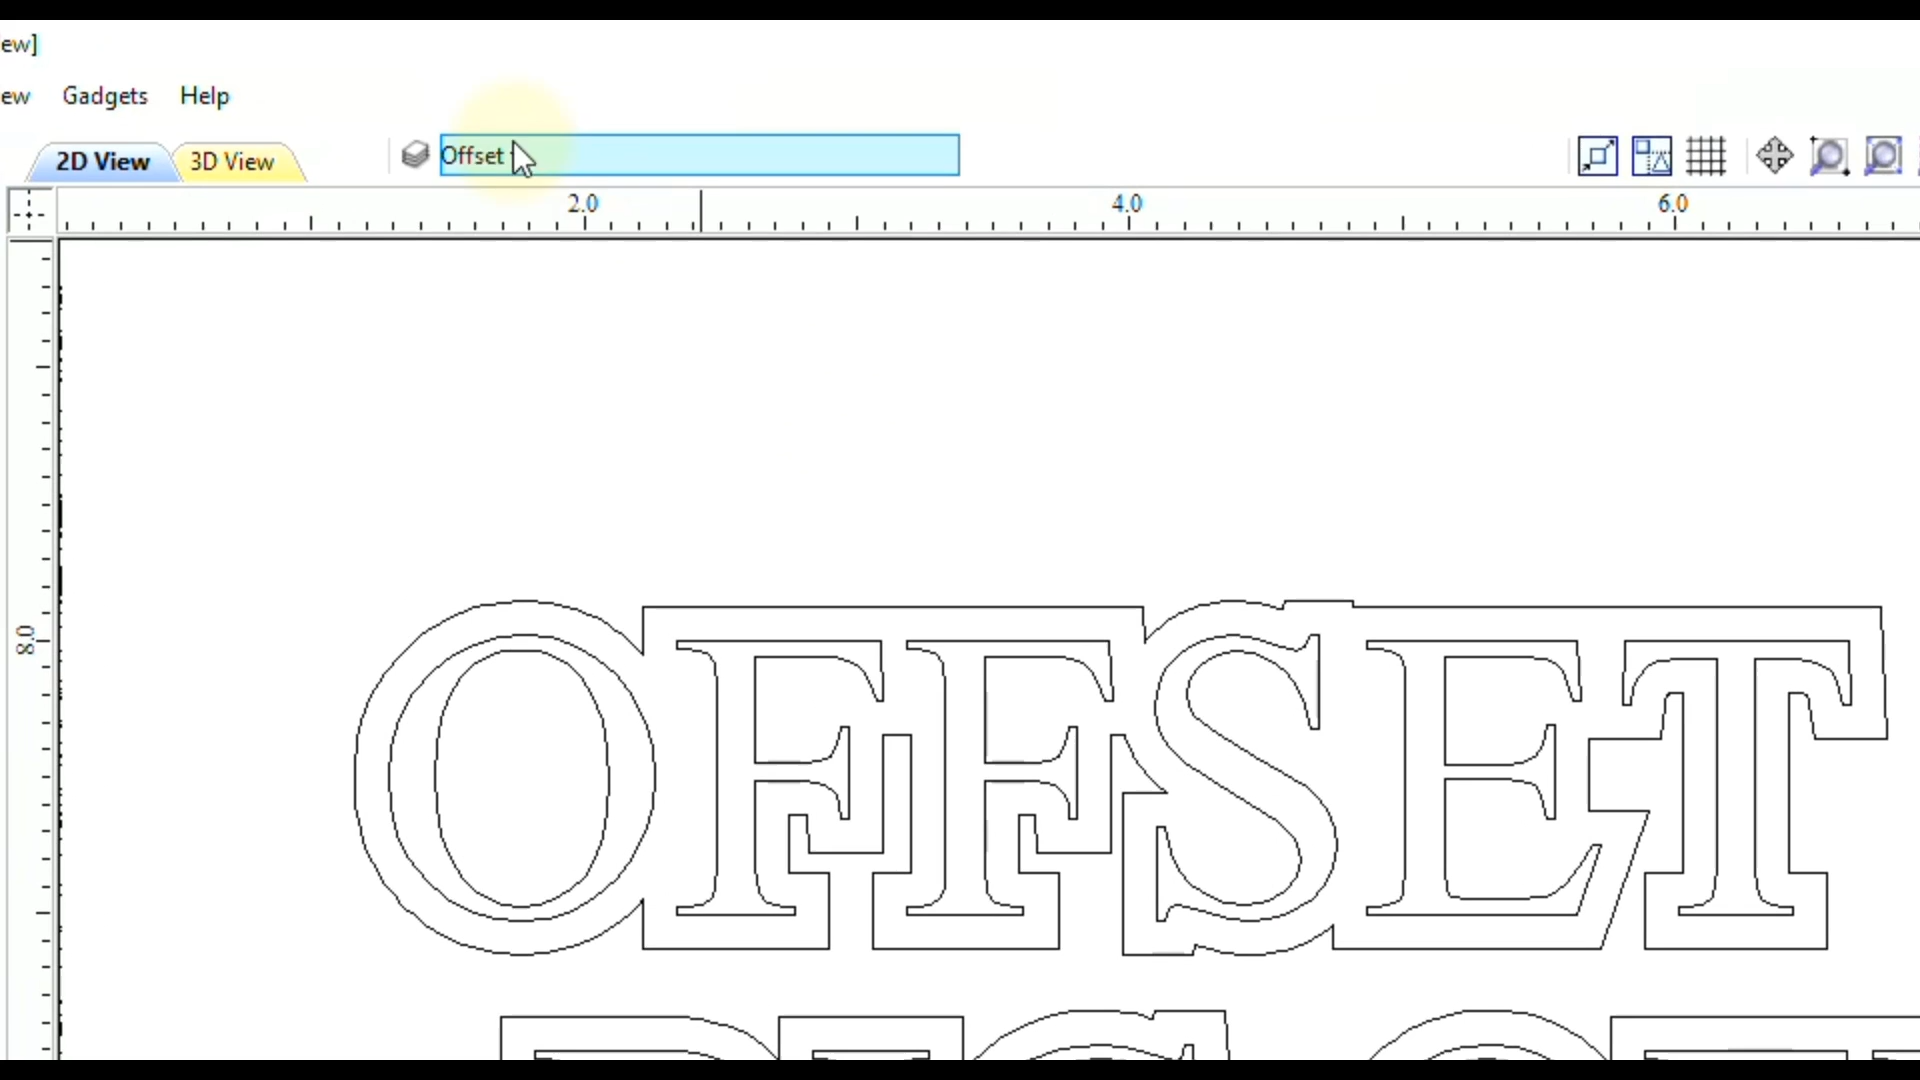 ew]
ew Gadgets Help
2D View 3D View Offset
2.0 4.0 6.0
8.0
OFFSET